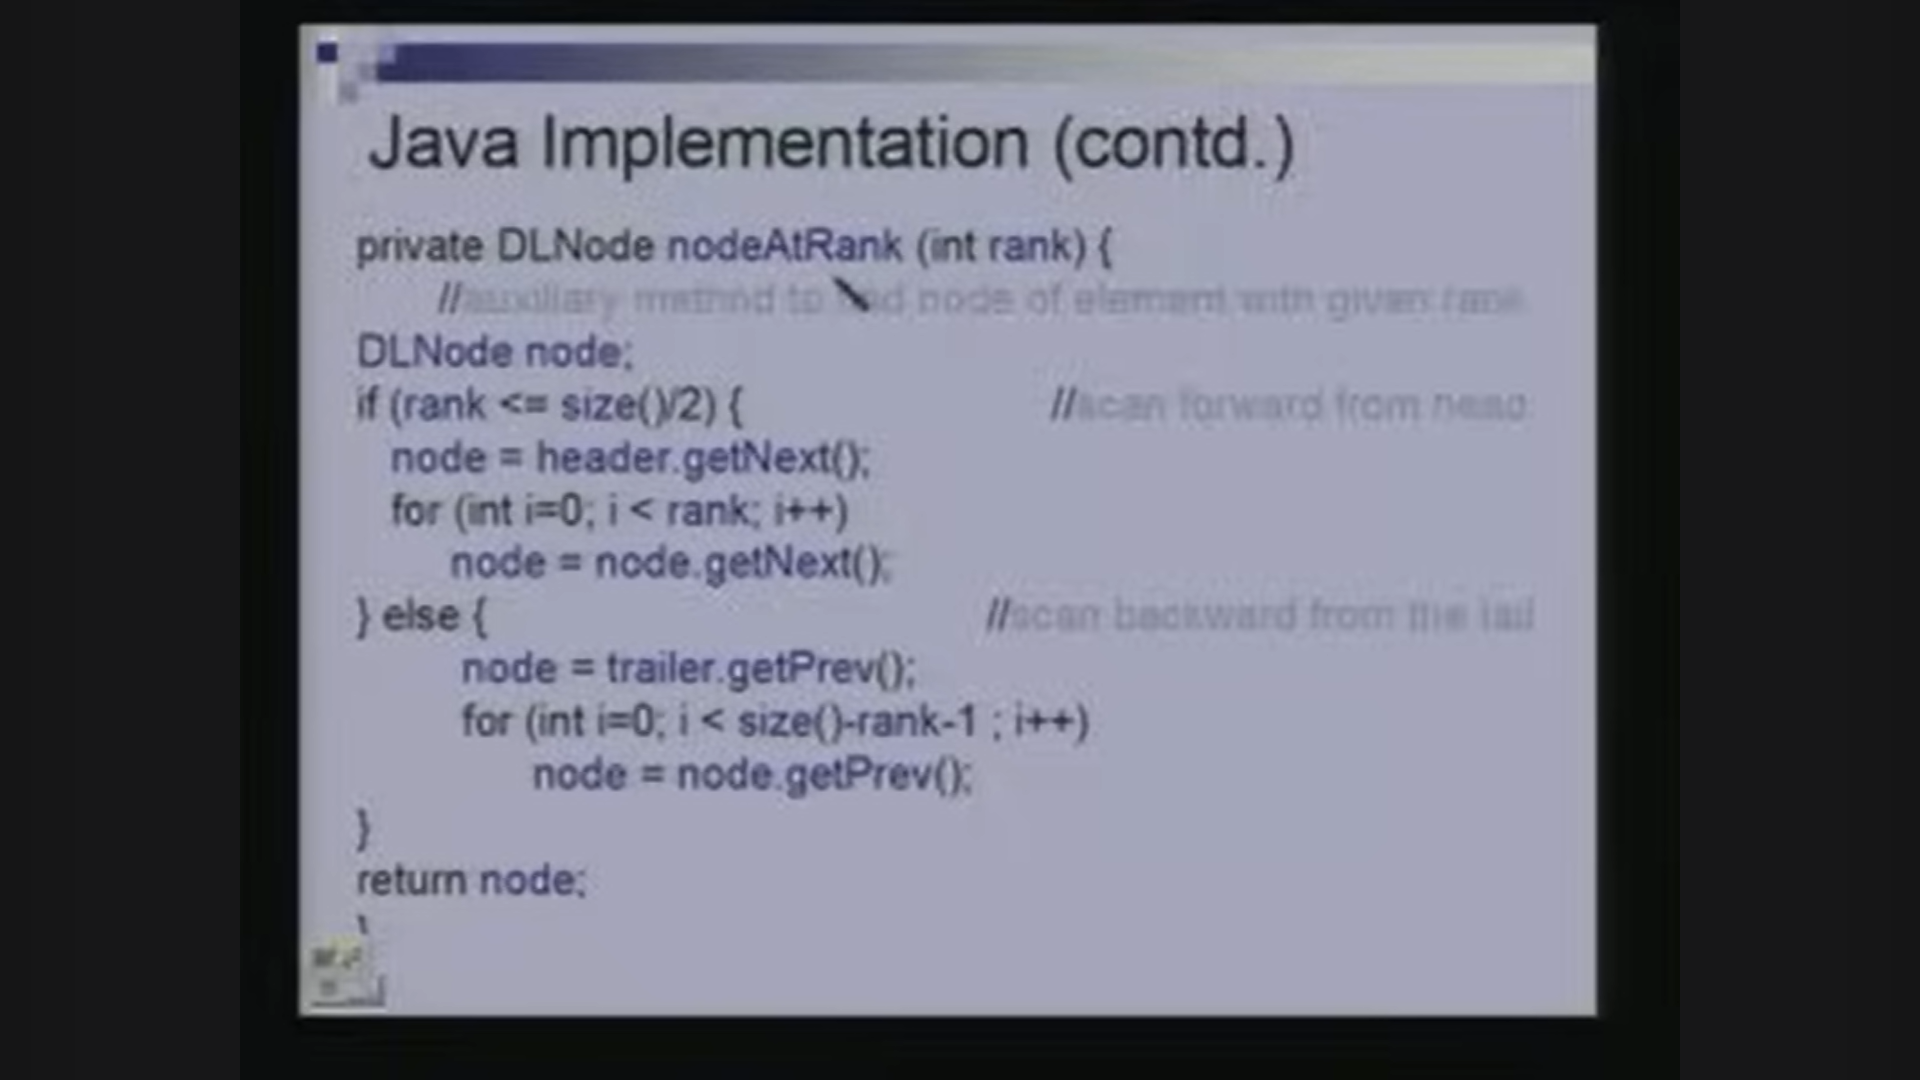 Java Implementation (contd.)
private DLNode nodeAtRank (int rank) {
//auxiliary method to find node of element with given rank
DLNode node;
if (rank <= size()/2) { //scan forward from head
node = header.getNext();
for (int i=0; i < rank; i++)
node = node.getNext();
} else { //scan backward from the tail
node = trailer.getPrev();
for (int i=0; i < size()-rank-1 ; i++)
node = node.getPrev();
}
return node;
}